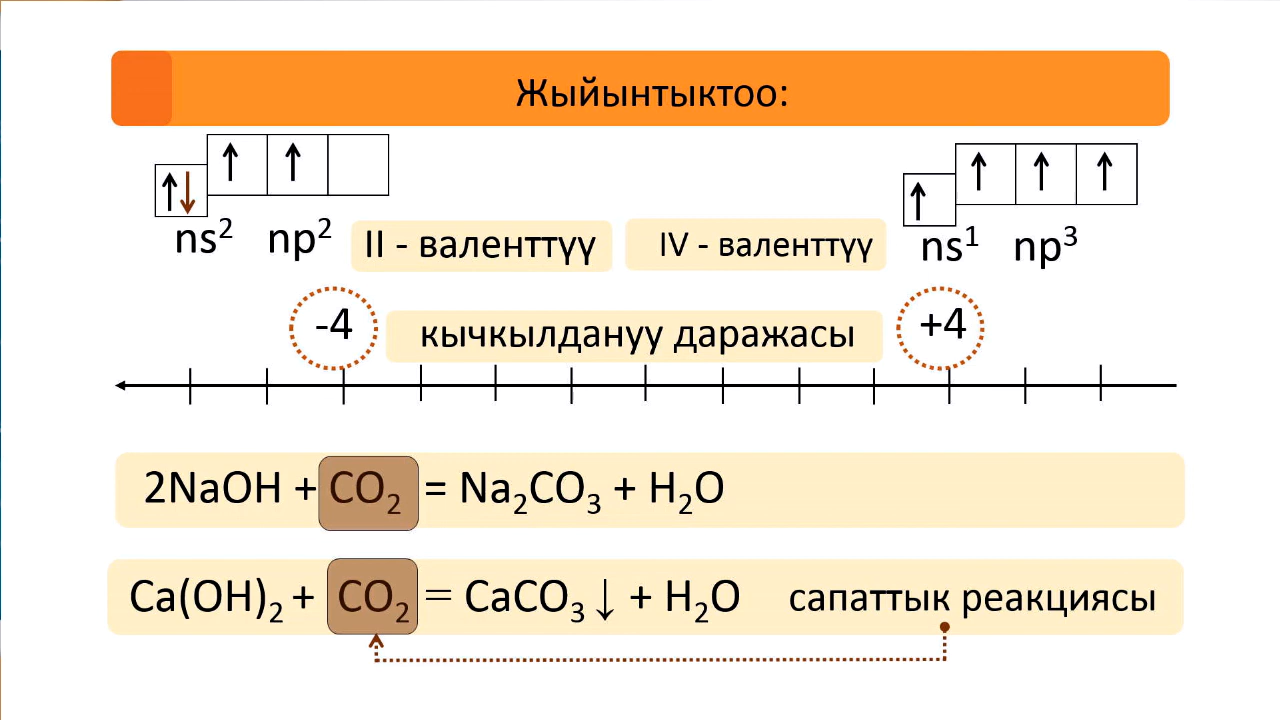 Жыйынтыктоо:
ns² np² II - валенттүү IV - валенттүү ns¹ np³
-4 кычкылдануу даражасы +4
2NaOH + CO₂ = Na₂CO₃ + H₂O
Ca(OH)₂ + CO₂ = CaCO₃ ↓ + H₂O сапаттык реакциясы